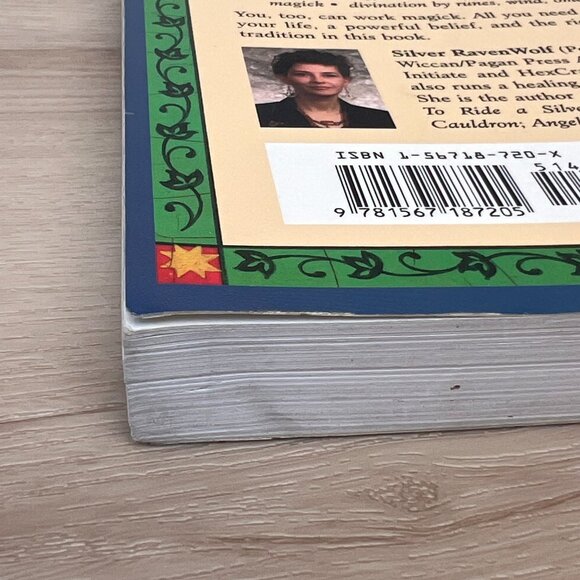 magick • divination by runes, wind,
You, too, can work magick. All you need
your life, a powerful belief, and the
tradition in this book.
Silver RavenWolf
Wiccan/Pagan Press
Initiate and
also runs a healing
She is the author
To Ride a
Cauldron;
ISBN 1-56718-720-X
9 781567 187205